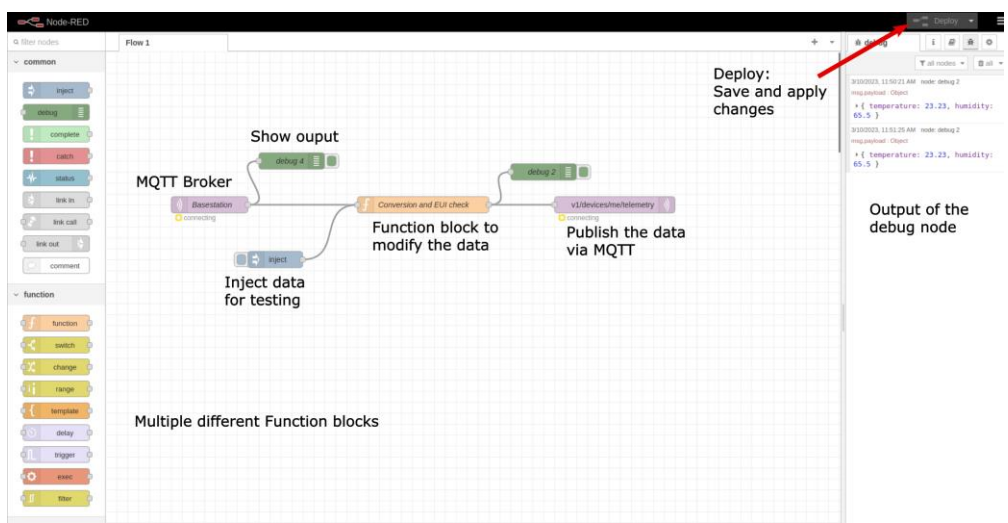 Node-RED
Deploy
filter nodes
Flow 1
debug
common
all nodes
all
inject
debug
complete
catch
status
link in
link call
link out
comment
function
function
switch
change
range
template
delay
trigger
exec
filter
Deploy:
Save and apply
changes
3/10/2023, 11:50:21 AM node: debug 2
msg.payload : Object
{ temperature: 23.23, humidity:
65.5 }
3/10/2023, 11:51:25 AM node: debug 2
msg.payload : Object
{ temperature: 23.23, humidity:
65.5 }
Show ouput
debug 4
debug 2
MQTT Broker
Basestation
connecting
Conversion and EUI check
v1/devices/me/telemetry
connecting
Function block to
modify the data
Publish the data
via MQTT
Output of the
debug node
inject
Inject data
for testing
Multiple different Function blocks